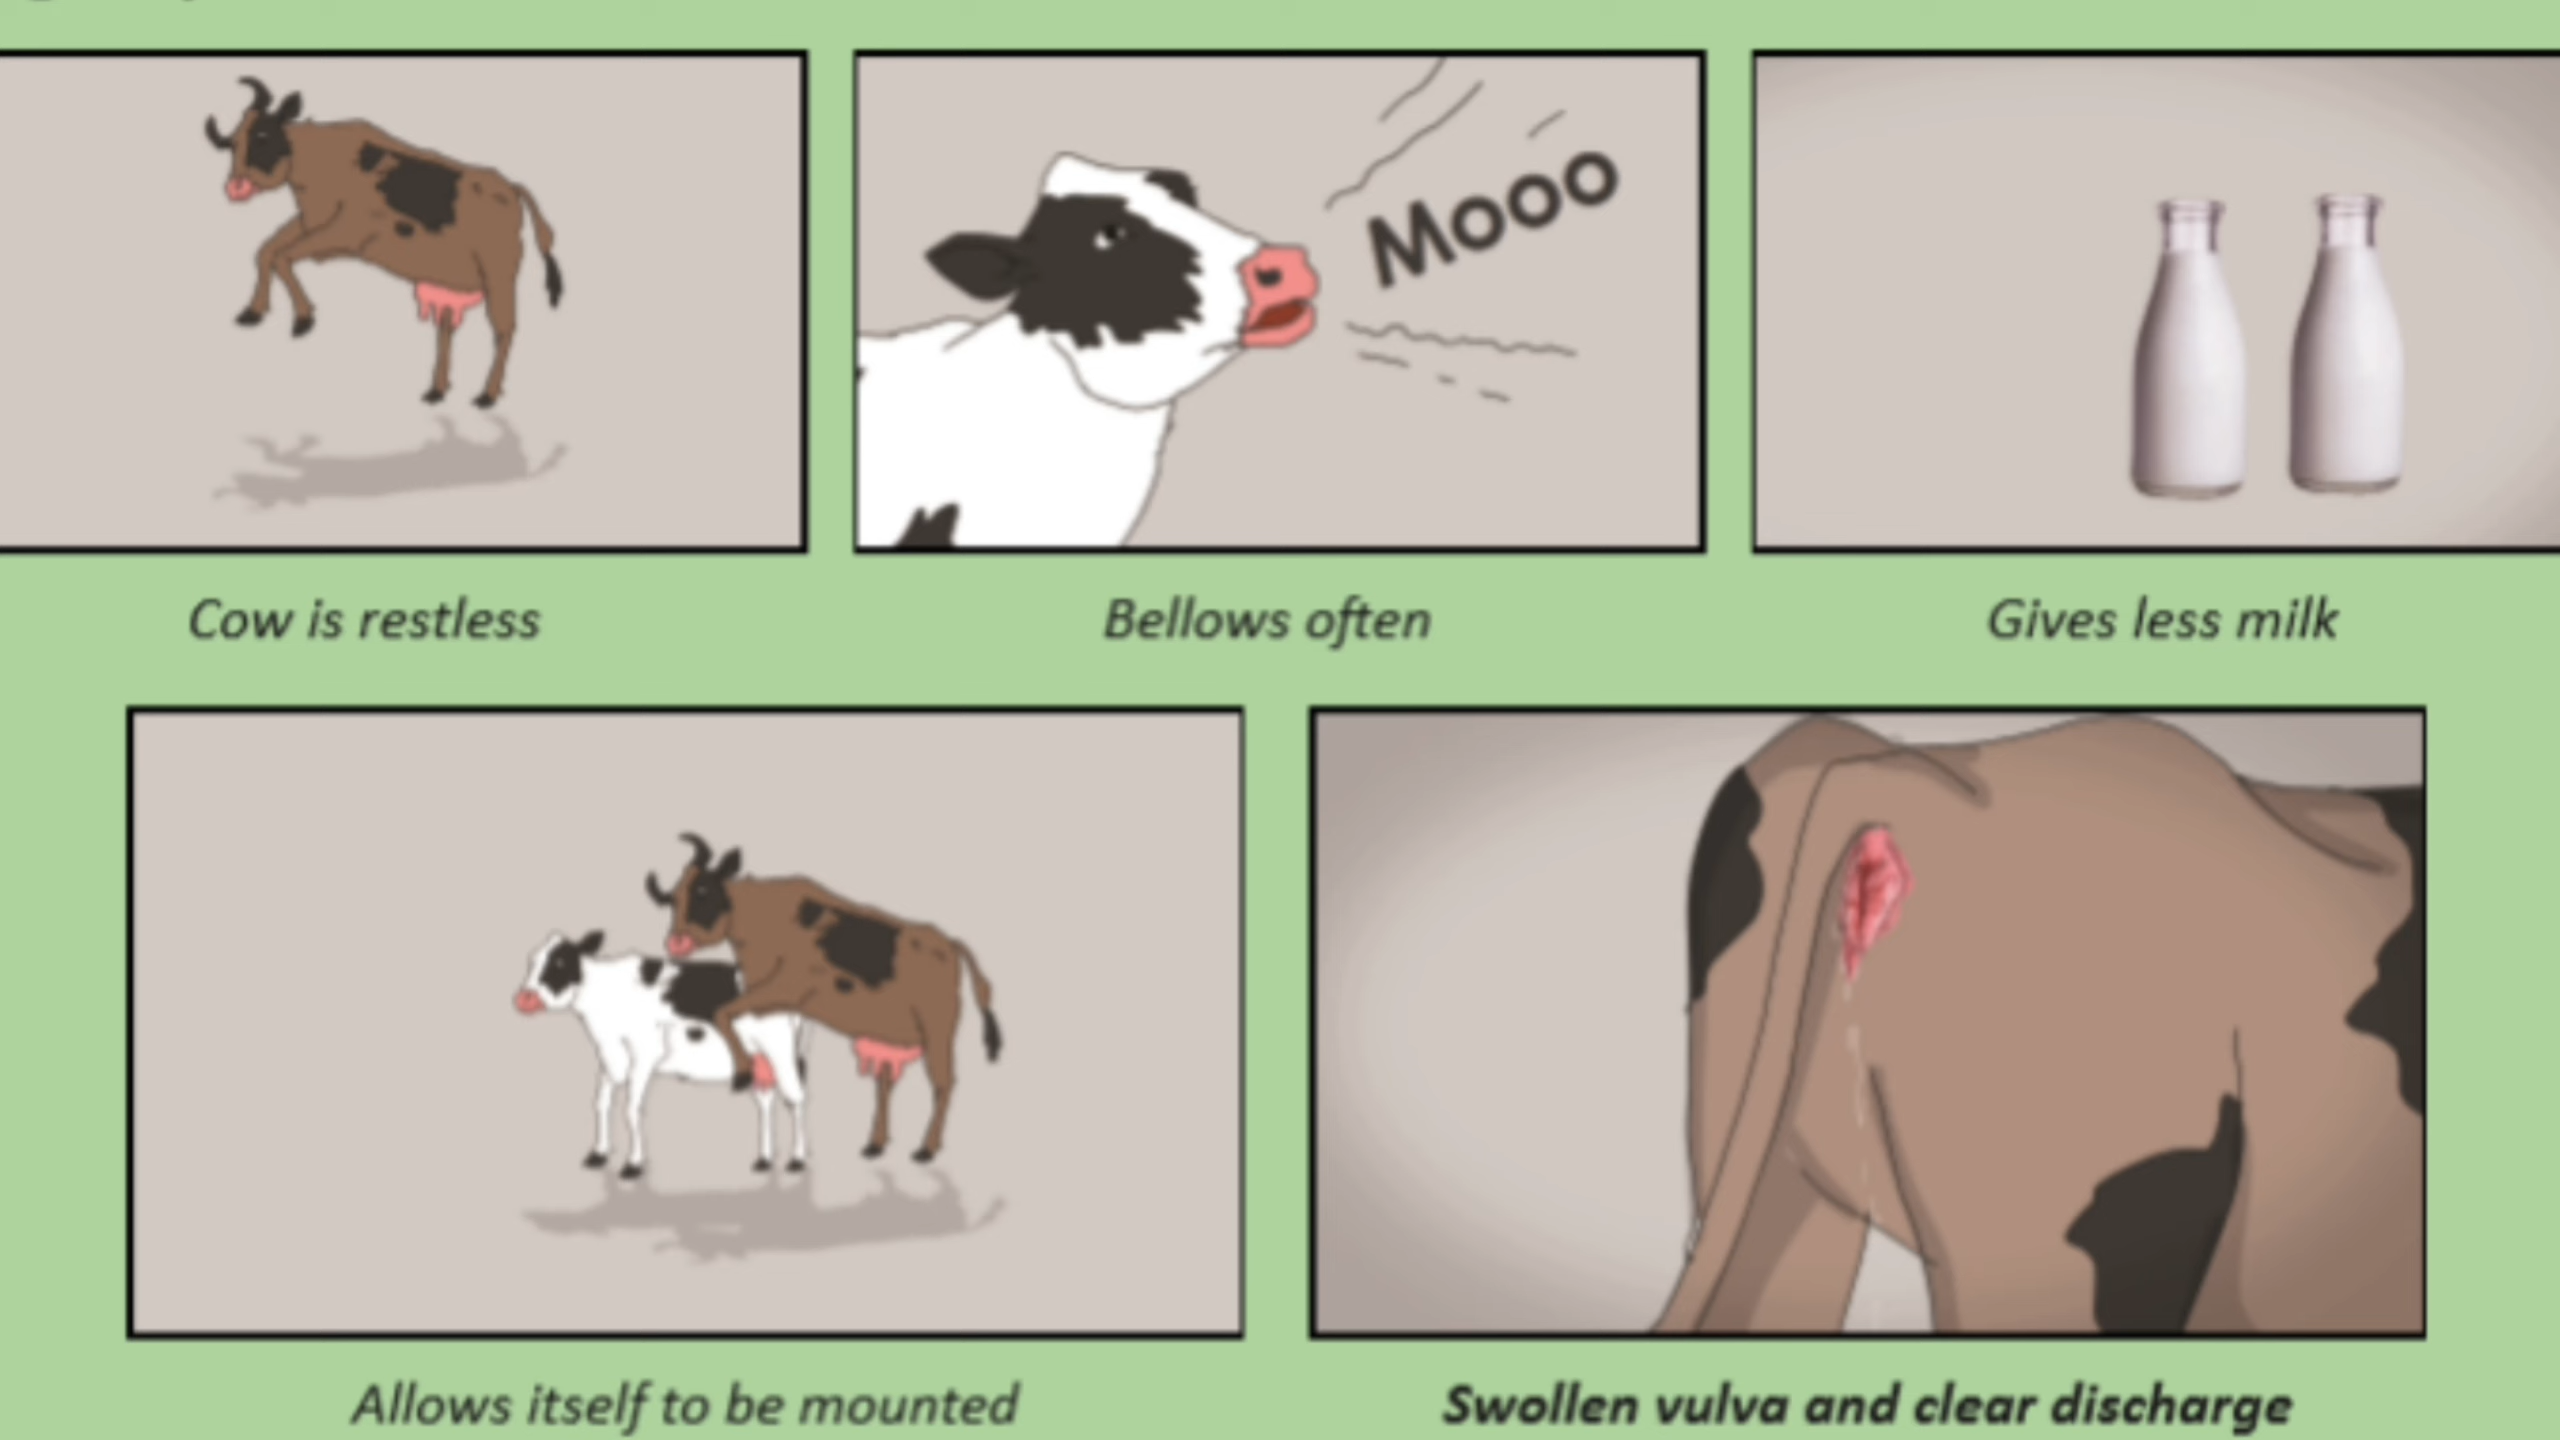 Mooo
Cow is restless
Bellows often
Gives less milk
Allows itself to be mounted
Swollen vulva and clear discharge